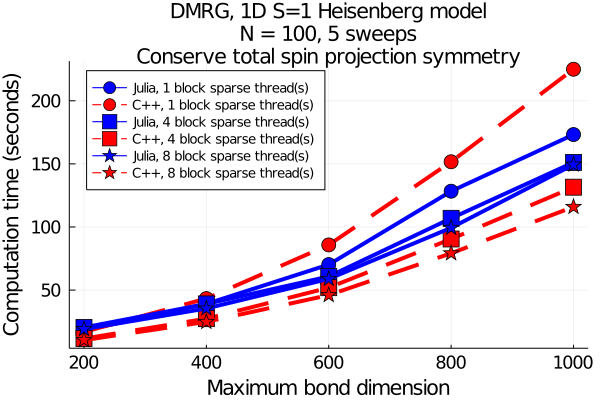 DMRG, 1D S=1 Heisenberg model
N = 100, 5 sweeps
Conserve total spin projection symmetry
Julia, 1 block sparse thread(s)
C++, 1 block sparse thread(s)
Julia, 4 block sparse thread(s)
C++, 4 block sparse thread(s)
Julia, 8 block sparse thread(s)
C++, 8 block sparse thread(s)
Computation time (seconds)
200
150
100
50
200 400 600 800 1000
Maximum bond dimension